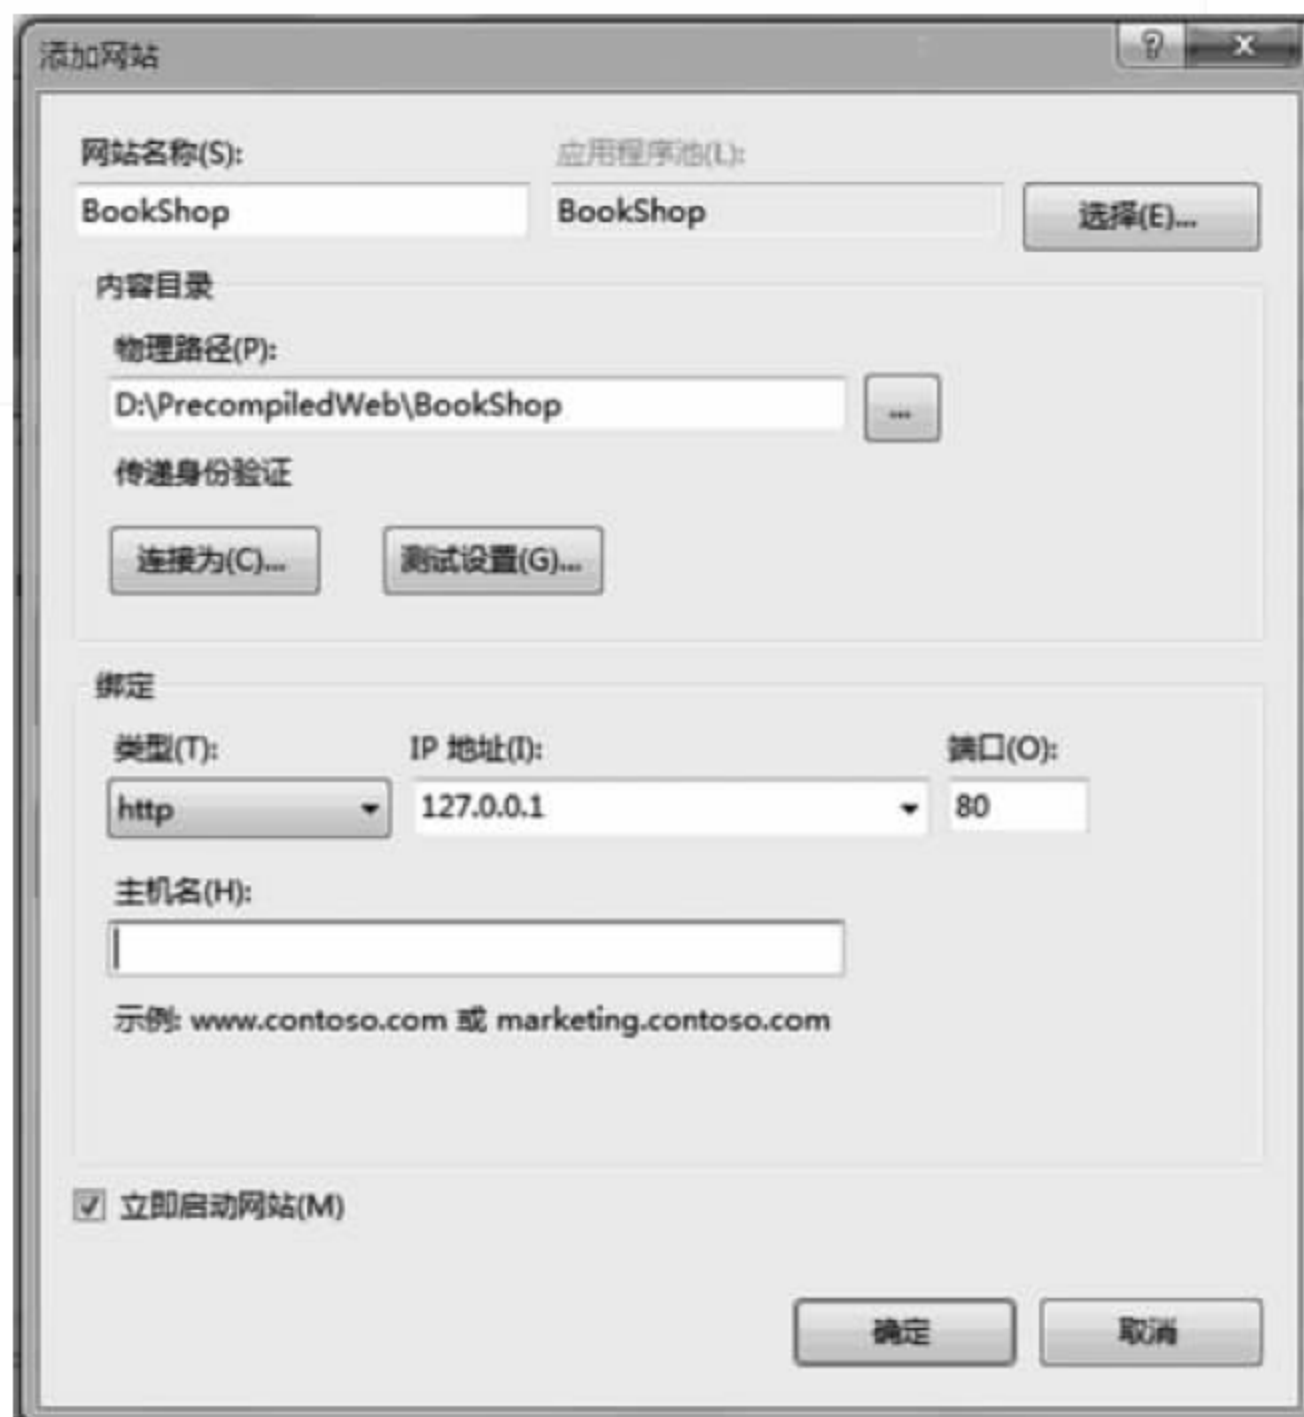 添加网站
网站名称(S):
应用程序池(L):
BookShop
BookShop
选择(E)...
内容目录
物理路径(P):
D:\PrecompiledWeb\BookShop
...
传递身份验证
连接为(C)...
测试设置(G)...
绑定
类型(T):
IP 地址(I):
端口(O):
http
127.0.0.1
80
主机名(H):
示例: www.contoso.com 或 marketing.contoso.com
立即启动网站(M)
确定
取消